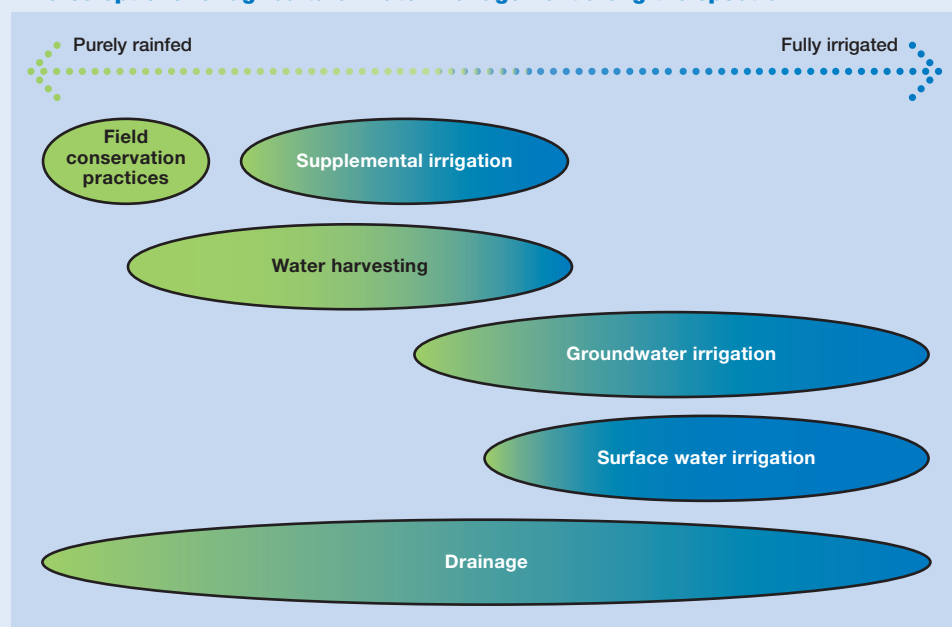 Purely rainfed
Fully irrigated
Field
conservation
practices
Supplemental irrigation
Water harvesting
Groundwater irrigation
Surface water irrigation
Drainage